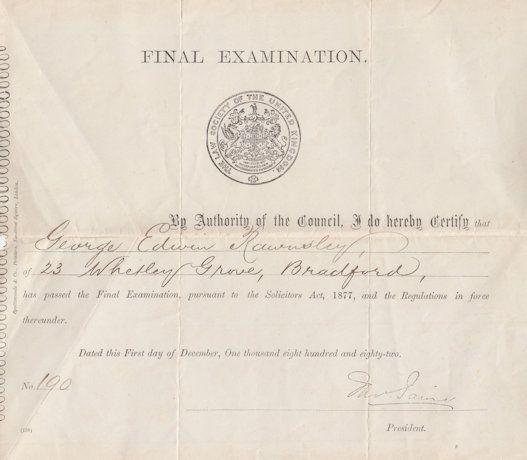 FINAL EXAMINATION.
THE LAW SOCIETY OF THE UNITED KINGDOM
By Authority of the Council, I do hereby Certify that
George Edwin Rawnsley,
of 23 Whetley Grove, Bradford,
has passed the Final Examination, pursuant to the Solicitors Act, 1877, and the Regulations in force
thereunder.
Dated this First day of December, One thousand eight hundred and eighty-two.
No. 190
President.